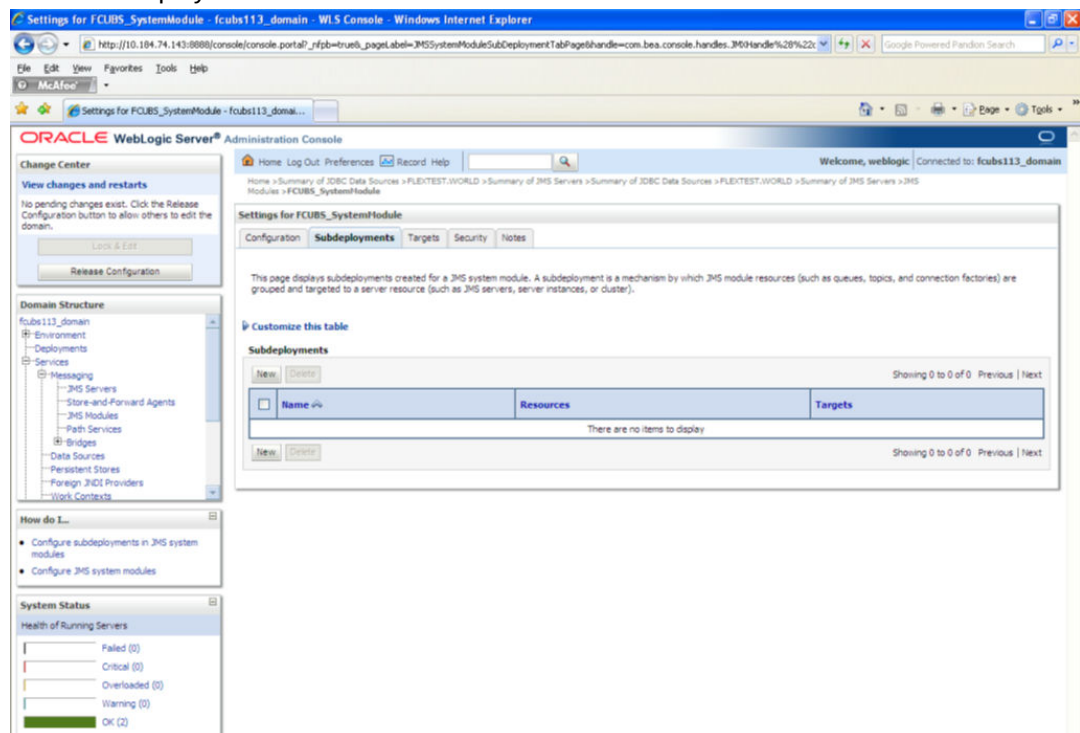 Settings for FCUBS_SystemModule - fcubs113_domain - WLS Console - Windows Internet Explorer
http://10.184.74.143:8888/console/console.portal?_nfpb=true&_pageLabel=JMSSystemModuleSubDeploymentTabPage&handle=com.bea.console.handles.JMXHandle%28%22c
Google Powered Pandion Search
File Edit View Favorites Tools Help
McAfee
Settings for FCUBS_SystemModule - fcubs113_domai...
Page Tools
ORACLE WebLogic Server® Administration Console
Change Center
View changes and restarts
No pending changes exist. Click the Release
Configuration button to allow others to edit the
domain.
Lock & Edit
Release Configuration
Domain Structure
fcubs113_domain
Environment
Deployments
Services
Messaging
JMS Servers
Store-and-Forward Agents
JMS Modules
Path Services
Bridges
Data Sources
Persistent Stores
Foreign JNDI Providers
Work Contexts
How do I...
Configure subdeployments in JMS system
modules
Configure JMS system modules
System Status
Health of Running Servers
Failed (0)
Critical (0)
Overloaded (0)
Warning (0)
OK (2)
Home Log Out Preferences Record Help
Welcome, weblogic Connected to: fcubs113_domain
Home >Summary of JDBC Data Sources >FLEXTEST.WORLD >Summary of JMS Servers >Summary of JDBC Data Sources >FLEXTEST.WORLD >Summary of JMS Servers >JMS
Modules >FCUBS_SystemModule
Settings for FCUBS_SystemModule
Configuration Subdeployments Targets Security Notes
This page displays subdeployments created for a JMS system module. A subdeployment is a mechanism by which JMS module resources (such as queues, topics, and connection factories) are
grouped and targeted to a server resource (such as JMS servers, server instances, or cluster).
Customize this table
Subdeployments
New Delete
Showing 0 to 0 of 0 Previous | Next
Name Resources Targets
There are no items to display
New Delete
Showing 0 to 0 of 0 Previous | Next